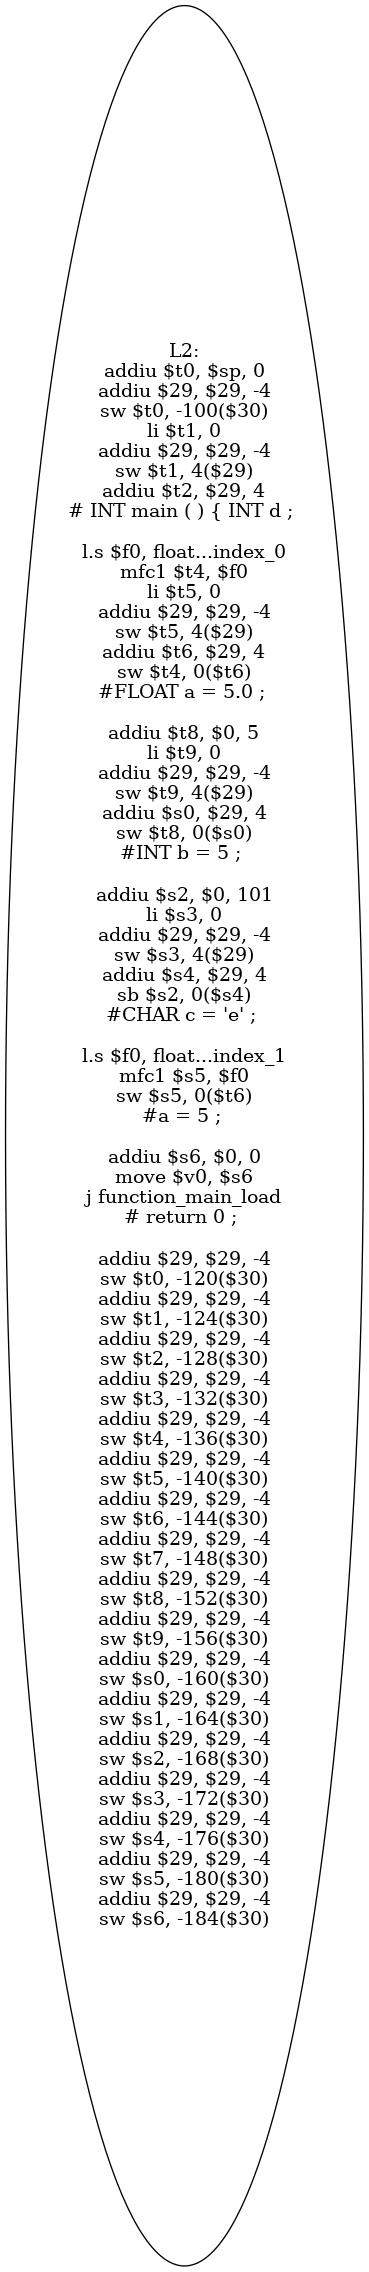 L2:
addiu $t0, $sp, 0
addiu $29, $29, -4
sw $t0, -100($30)
li $t1, 0
addiu $29, $29, -4
sw $t1, 4($29)
addiu $t2, $29, 4
# INT main ( ) { INT d ;
l.s $f0, float...index_0
mfc1 $t4, $f0
li $t5, 0
addiu $29, $29, -4
sw $t5, 4($29)
addiu $t6, $29, 4
sw $t4, 0($t6)
#FLOAT a = 5.0 ;
addiu $t8, $0, 5
li $t9, 0
addiu $29, $29, -4
sw $t9, 4($29)
addiu $s0, $29, 4
sw $t8, 0($s0)
#INT b = 5 ;
addiu $s2, $0, 101
li $s3, 0
addiu $29, $29, -4
sw $s3, 4($29)
addiu $s4, $29, 4
sb $s2, 0($s4)
#CHAR c = 'e' ;
l.s $f0, float...index_1
mfc1 $s5, $f0
sw $s5, 0($t6)
#a = 5 ;
addiu $s6, $0, 0
move $v0, $s6
j function_main_load
# return 0 ;
addiu $29, $29, -4
sw $t0, -120($30)
addiu $29, $29, -4
sw $t1, -124($30)
addiu $29, $29, -4
sw $t2, -128($30)
addiu $29, $29, -4
sw $t3, -132($30)
addiu $29, $29, -4
sw $t4, -136($30)
addiu $29, $29, -4
sw $t5, -140($30)
addiu $29, $29, -4
sw $t6, -144($30)
addiu $29, $29, -4
sw $t7, -148($30)
addiu $29, $29, -4
sw $t8, -152($30)
addiu $29, $29, -4
sw $t9, -156($30)
addiu $29, $29, -4
sw $s0, -160($30)
addiu $29, $29, -4
sw $s1, -164($30)
addiu $29, $29, -4
sw $s2, -168($30)
addiu $29, $29, -4
sw $s3, -172($30)
addiu $29, $29, -4
sw $s4, -176($30)
addiu $29, $29, -4
sw $s5, -180($30)
addiu $29, $29, -4
sw $s6, -184($30)